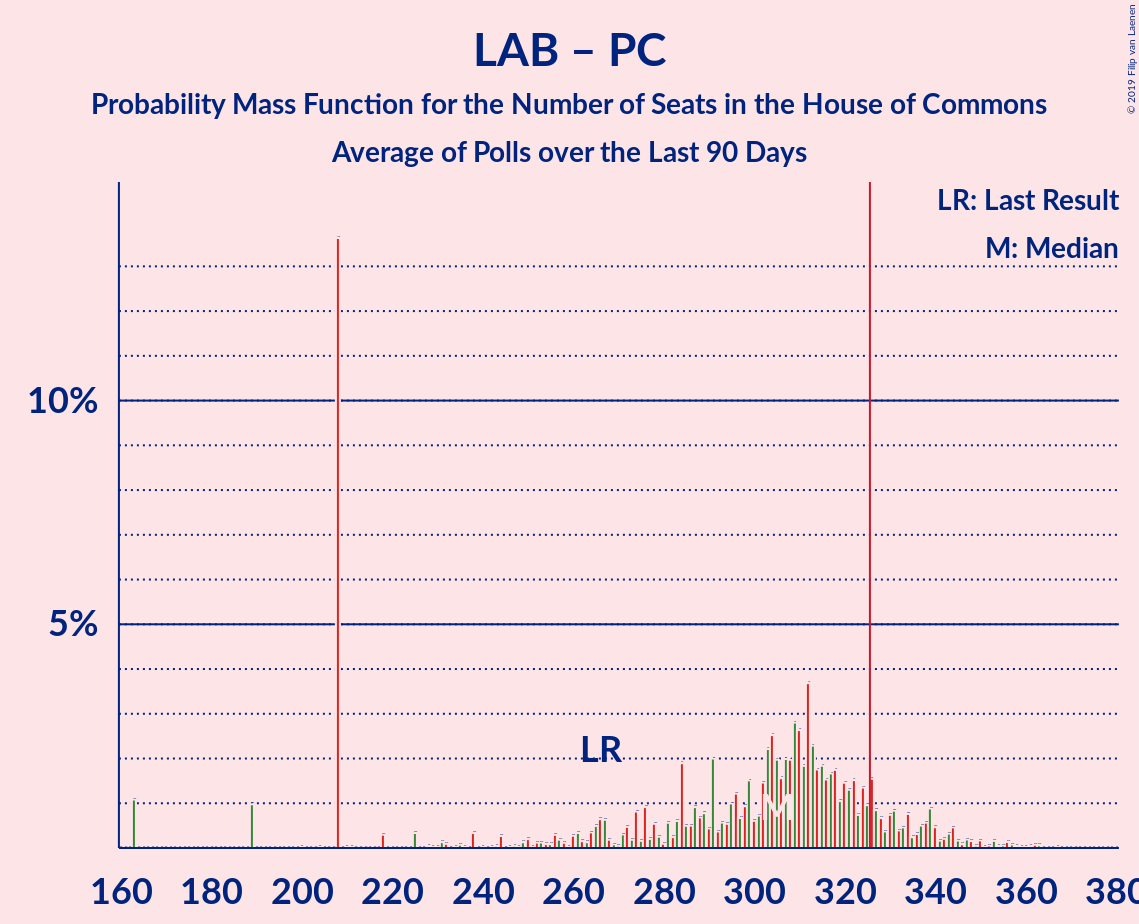 LAB – PC
Probability Mass Function for the Number of Seats in the House of Commons
Average of Polls over the Last 90 Days
© 2019 Filip van Laenen
LR: Last Result
M: Median
10%
5%
LR
M
160 180 200 220 240 260 280 300 320 340 360 380